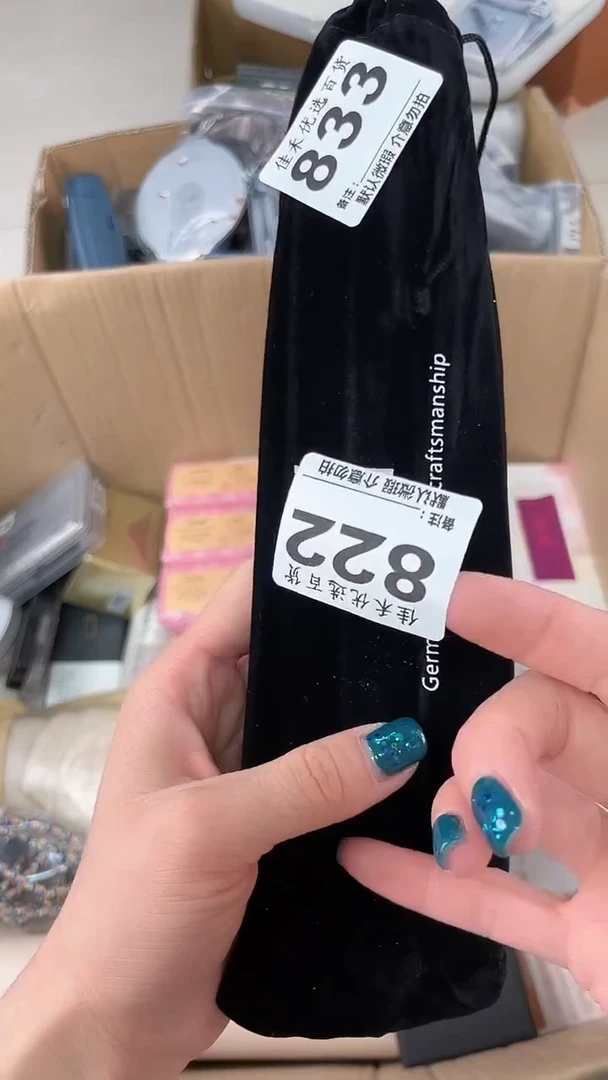 佳禾优选百货
833
备注：
默认微瑕 介意勿拍
craftsmanship
Germ
佳禾优选百货
822
备注：
默认微瑕 介意勿拍